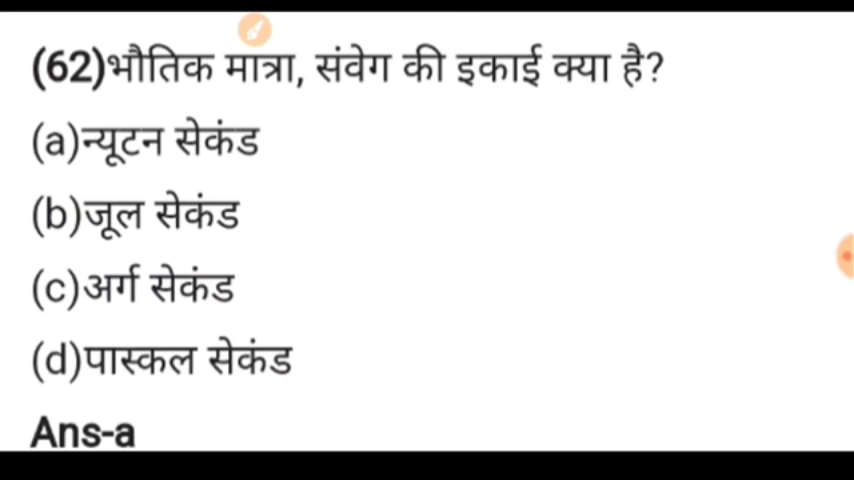 (62)भौतिक मात्रा, संवेग की इकाई क्या है?
(a)न्यूटन सेकंड
(b)जूल सेकंड
(c)अर्ग सेकंड
(d)पास्कल सेकंड
Ans-a